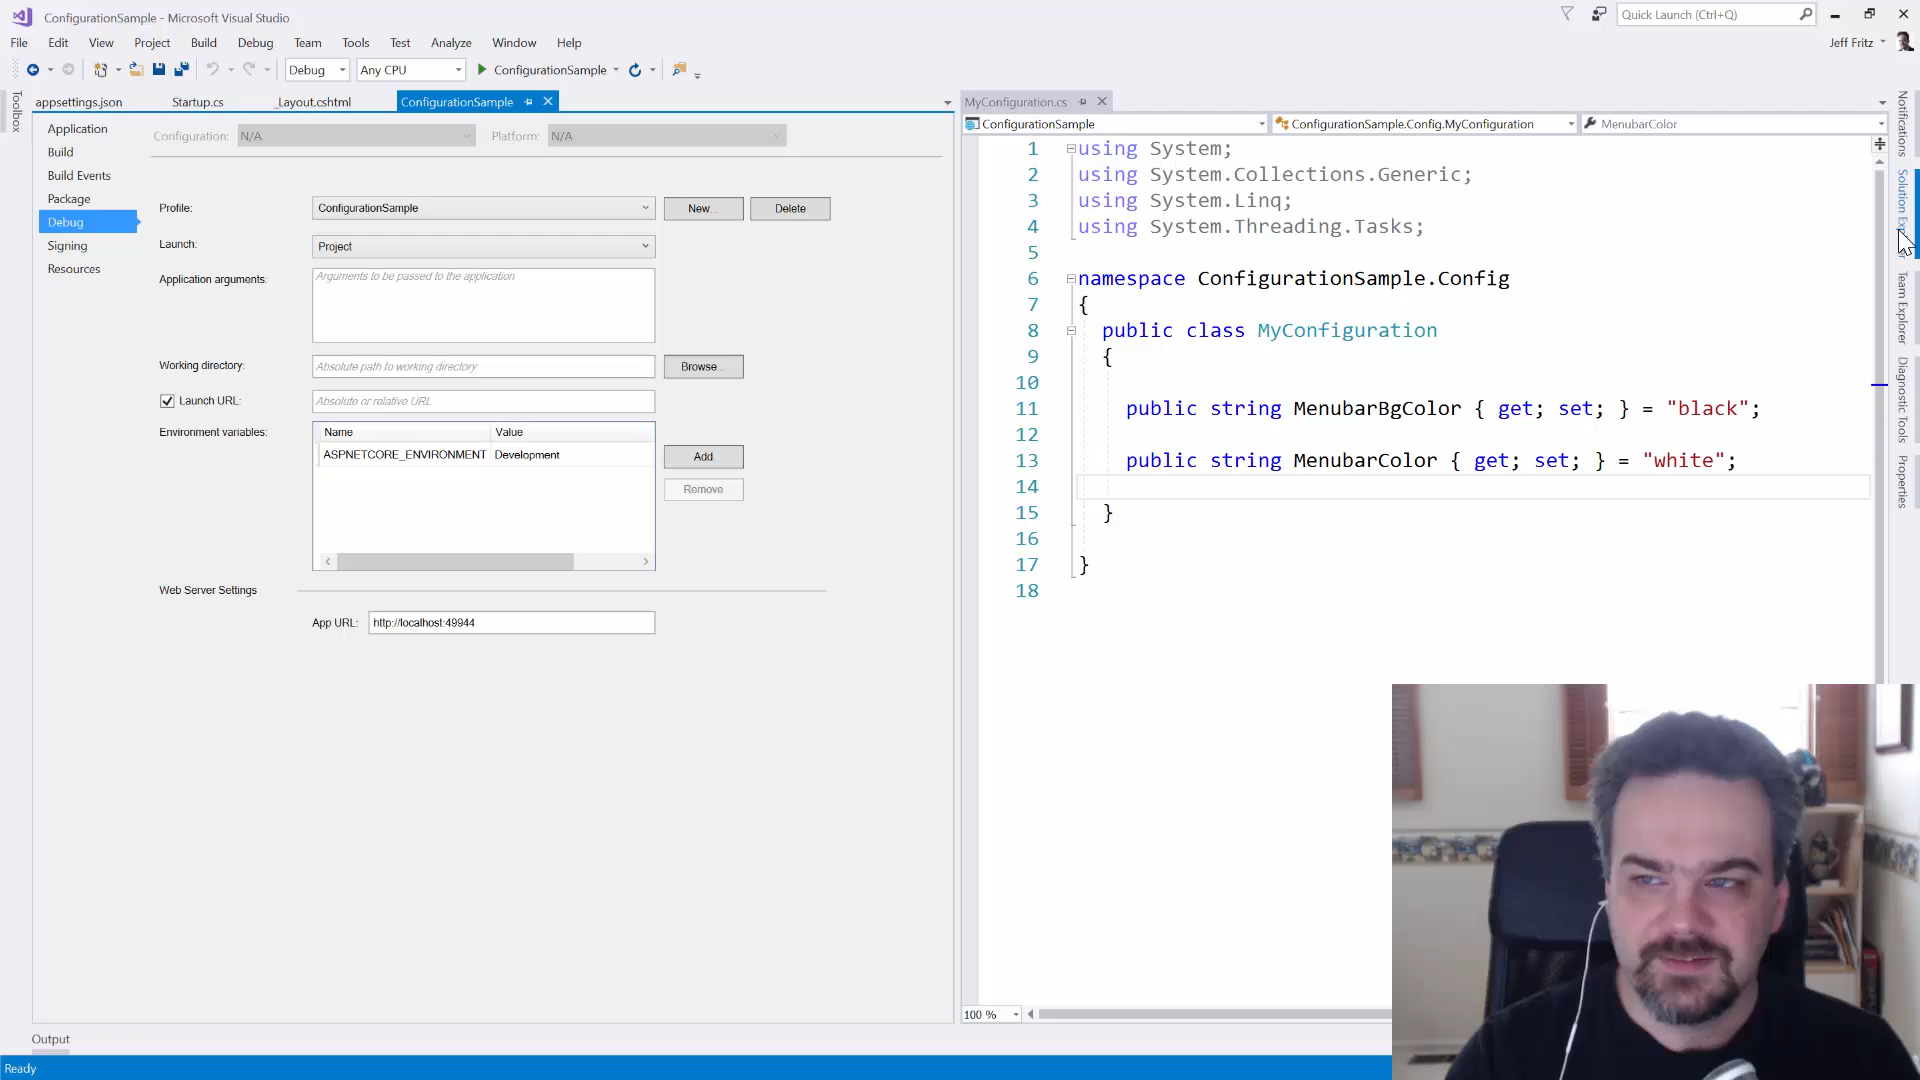 ConfigurationSample - Microsoft Visual Studio
Quick Launch (Ctrl+Q)
File Edit View Project Build Debug Team Tools Test Analyze Window Help
Jeff Fritz
Debug Any CPU ConfigurationSample
Toolbox
appsettings.json Startup.cs _Layout.cshtml ConfigurationSample
Application
Build
Build Events
Package
Debug
Signing
Resources
Configuration: N/A Platform: N/A
Profile: ConfigurationSample New... Delete
Launch: Project
Application arguments: Arguments to be passed to the application
Working directory: Absolute path to working directory Browse...
Launch URL: Absolute or relative URL
Environment variables: Name Value
ASPNETCORE_ENVIRONMENT Development
Add
Remove
Web Server Settings
App URL: http://localhost:49944
MyConfiguration.cs
ConfigurationSample ConfigurationSample.Config.MyConfiguration MenubarColor
1 using System;
2 using System.Collections.Generic;
3 using System.Linq;
4 using System.Threading.Tasks;
5
6 namespace ConfigurationSample.Config
7 {
8 public class MyConfiguration
9 {
10
11 public string MenubarBgColor { get; set; } = "black";
12
13 public string MenubarColor { get; set; } = "white";
14
15 }
16
17 }
18
100 %
Notifications
Solution
Team Explorer
Diagnostic Tools
Properties
Output
Ready